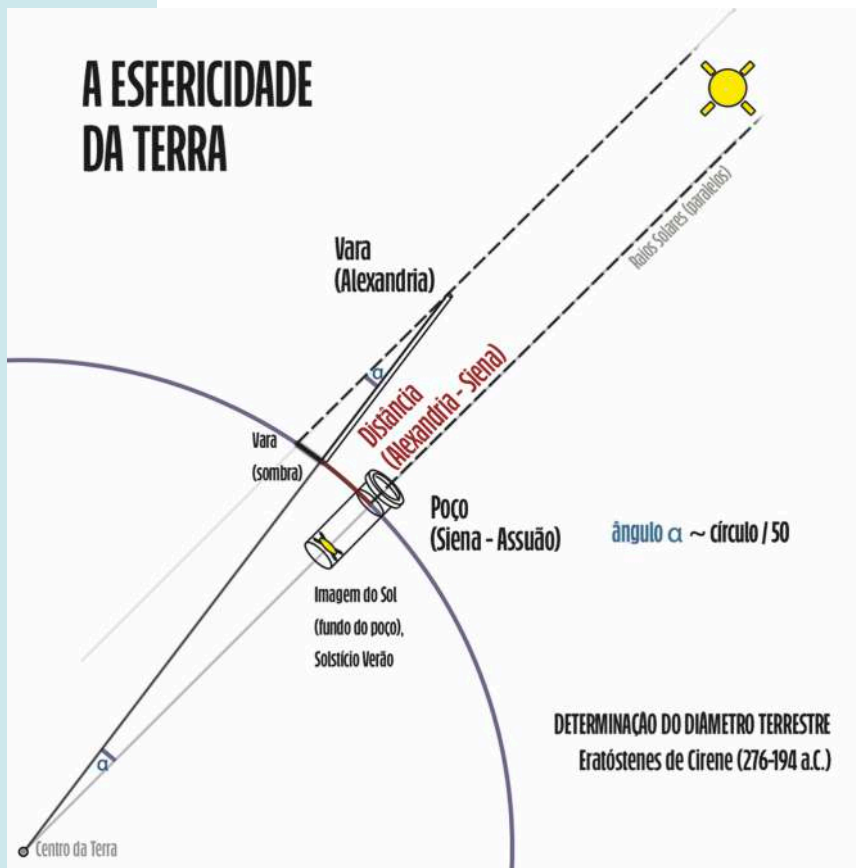 A ESFERICIDADE
DA TERRA
Raios Solares (paralelos)
Vara
(Alexandria)
α
Distância
(Alexandria - Siena)
Vara
(sombra)
Poço
(Siena - Assuão)
ângulo α ~ círculo / 50
Imagem do Sol
(fundo do poço),
Solstício Verão
DETERMINAÇÃO DO DIÂMETRO TERRESTRE
Eratóstenes de Cirene (276-194 a.C.)
α
Centro da Terra